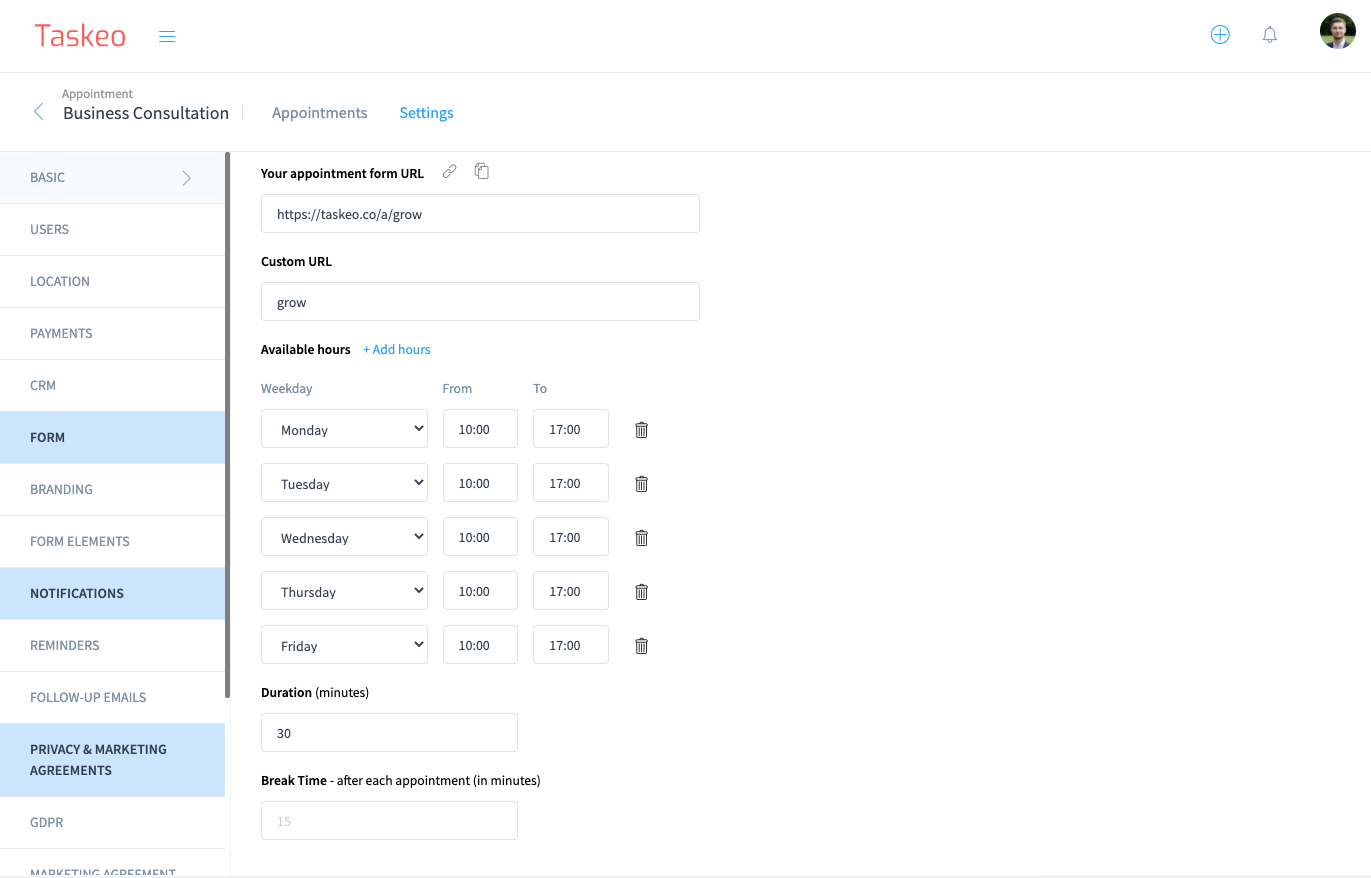 Taskeo
Appointment
Business Consultation
Appointments
Settings
BASIC
USERS
LOCATION
PAYMENTS
CRM
FORM
BRANDING
FORM ELEMENTS
NOTIFICATIONS
REMINDERS
FOLLOW-UP EMAILS
PRIVACY & MARKETING
AGREEMENTS
GDPR
MARKETING AGREEMENT
Your appointment form URL
https://taskeo.co/a/grow
Custom URL
grow
Available hours + Add hours
Weekday From To
Monday 10:00 17:00
Tuesday 10:00 17:00
Wednesday 10:00 17:00
Thursday 10:00 17:00
Friday 10:00 17:00
Duration (minutes)
30
Break Time - after each appointment (in minutes)
15